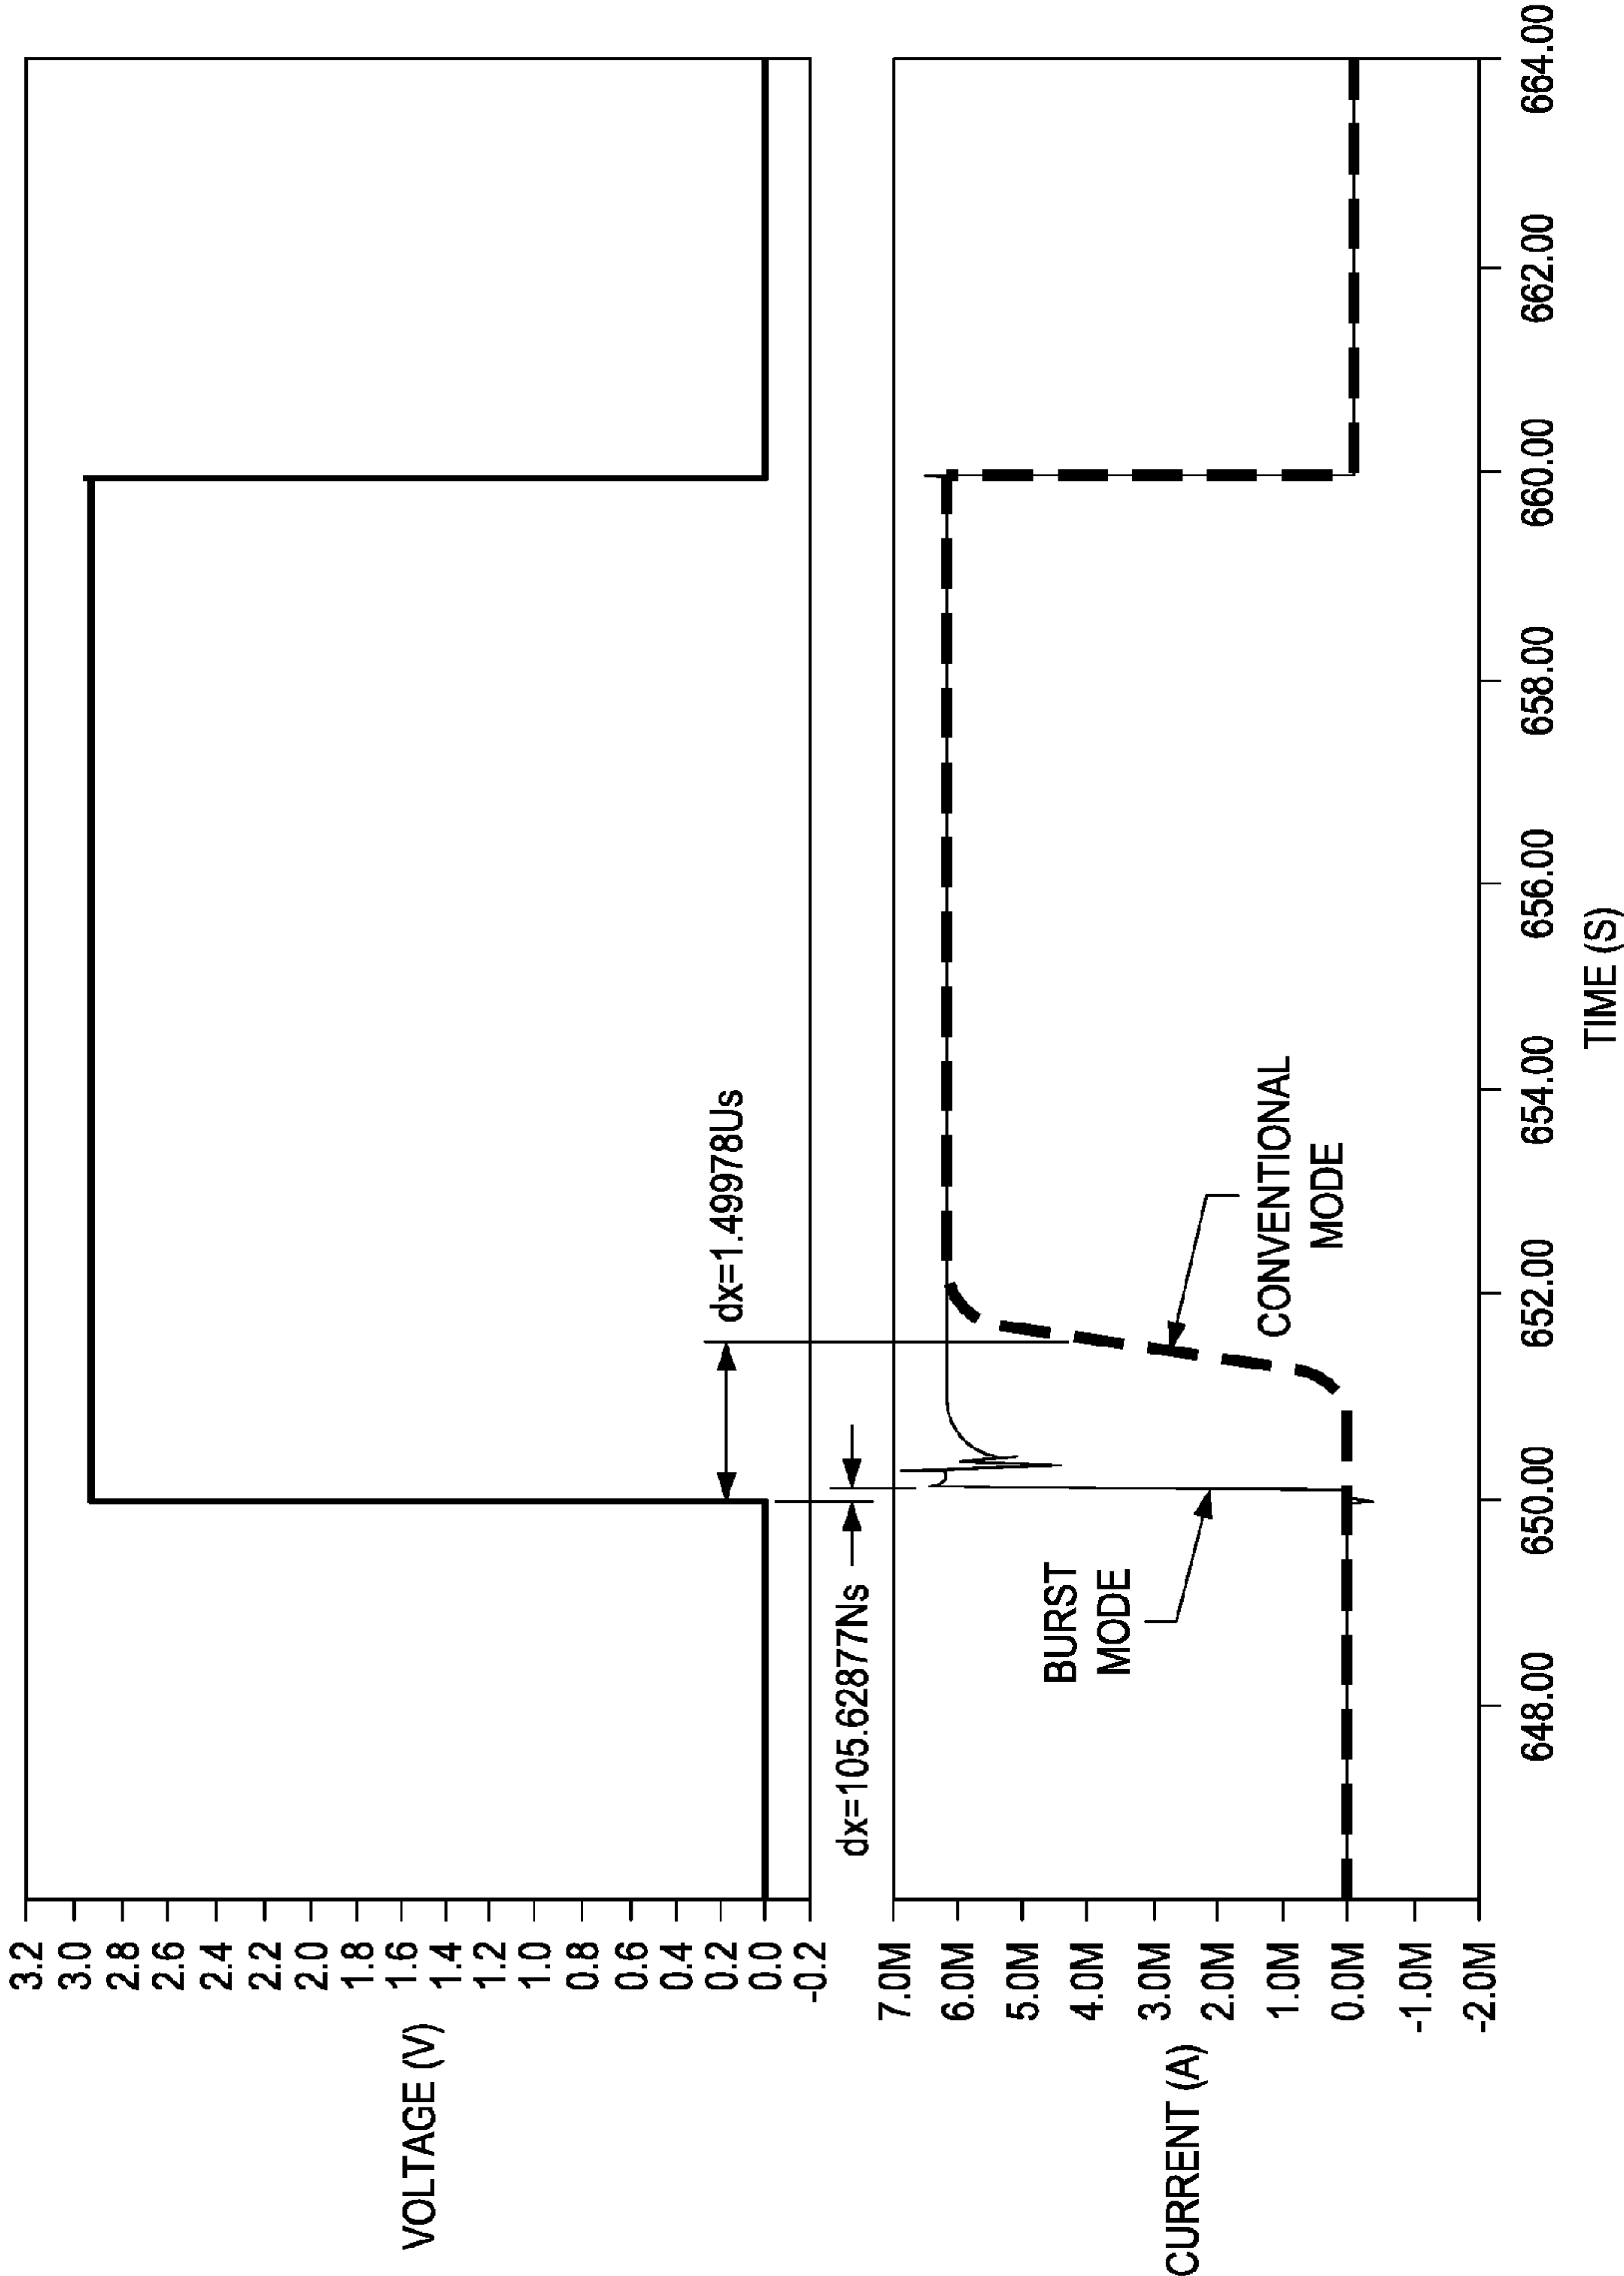 VOLTAGE (V)
3.2
3.0
2.8
2.6
2.4
2.2
2.0
1.8
1.6
1.4
1.2
1.0
0.8
0.6
0.4
0.2
0.0
-0.2
dx=1.49978Us
dx=105.62877Ns
CURRENT (A)
7.0M
6.0M
5.0M
4.0M
3.0M
2.0M
1.0M
0.0M
-1.0M
-2.0M
BURST
MODE
CONVENTIONAL
MODE
648.00
650.00
652.00
654.00
656.00
658.00
660.00
662.00
664.00
TIME (S)